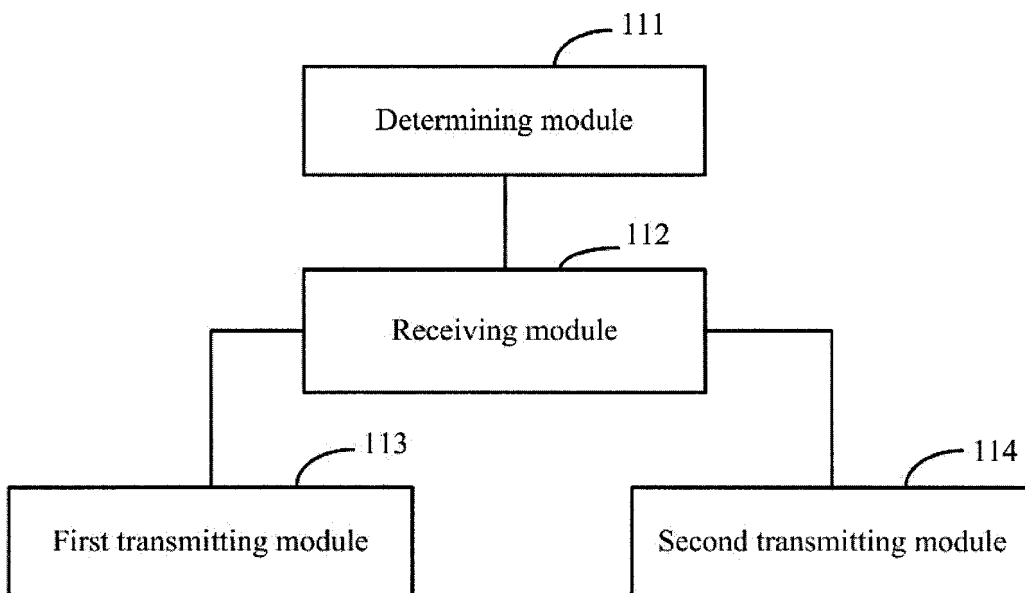 111
Determining module
112
Receiving module
113
First transmitting module
114
Second transmitting module